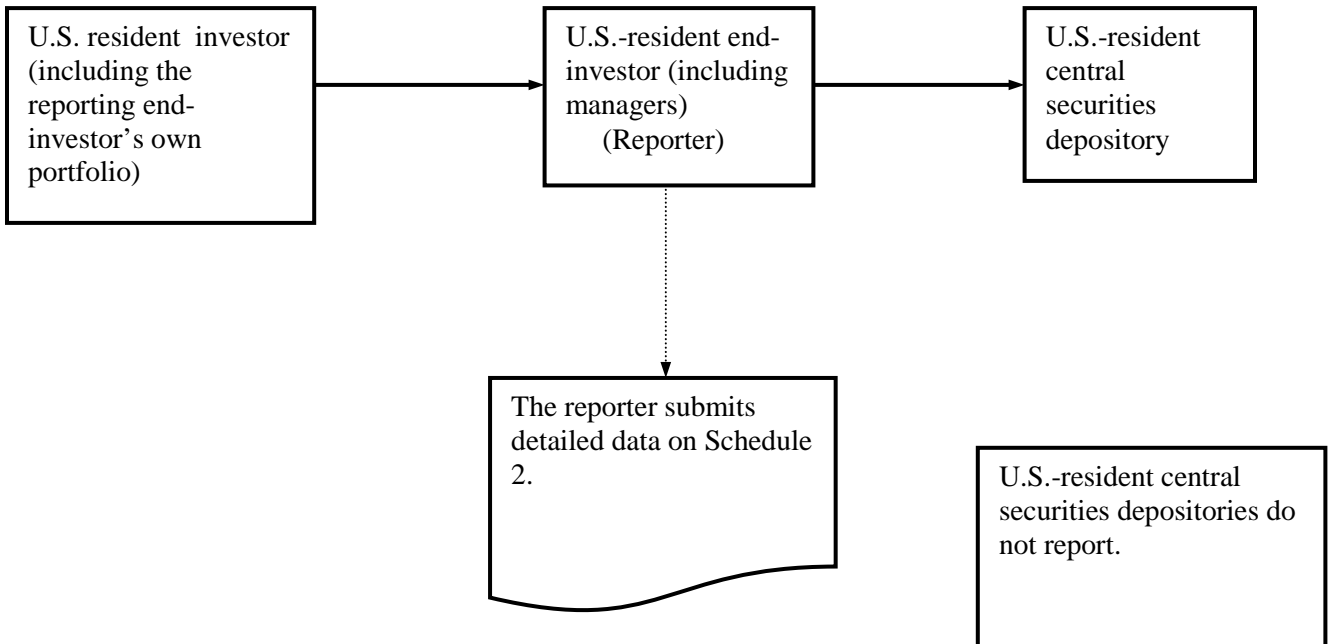 U.S. resident  investor
(including the
reporting end-
investor’s own
portfolio)
U.S.-resident end-
investor (including
managers)
(Reporter)
U.S.-resident
central
securities
depository
The reporter submits
detailed data on Schedule
2.
U.S.-resident central
securities depositories do
not report.